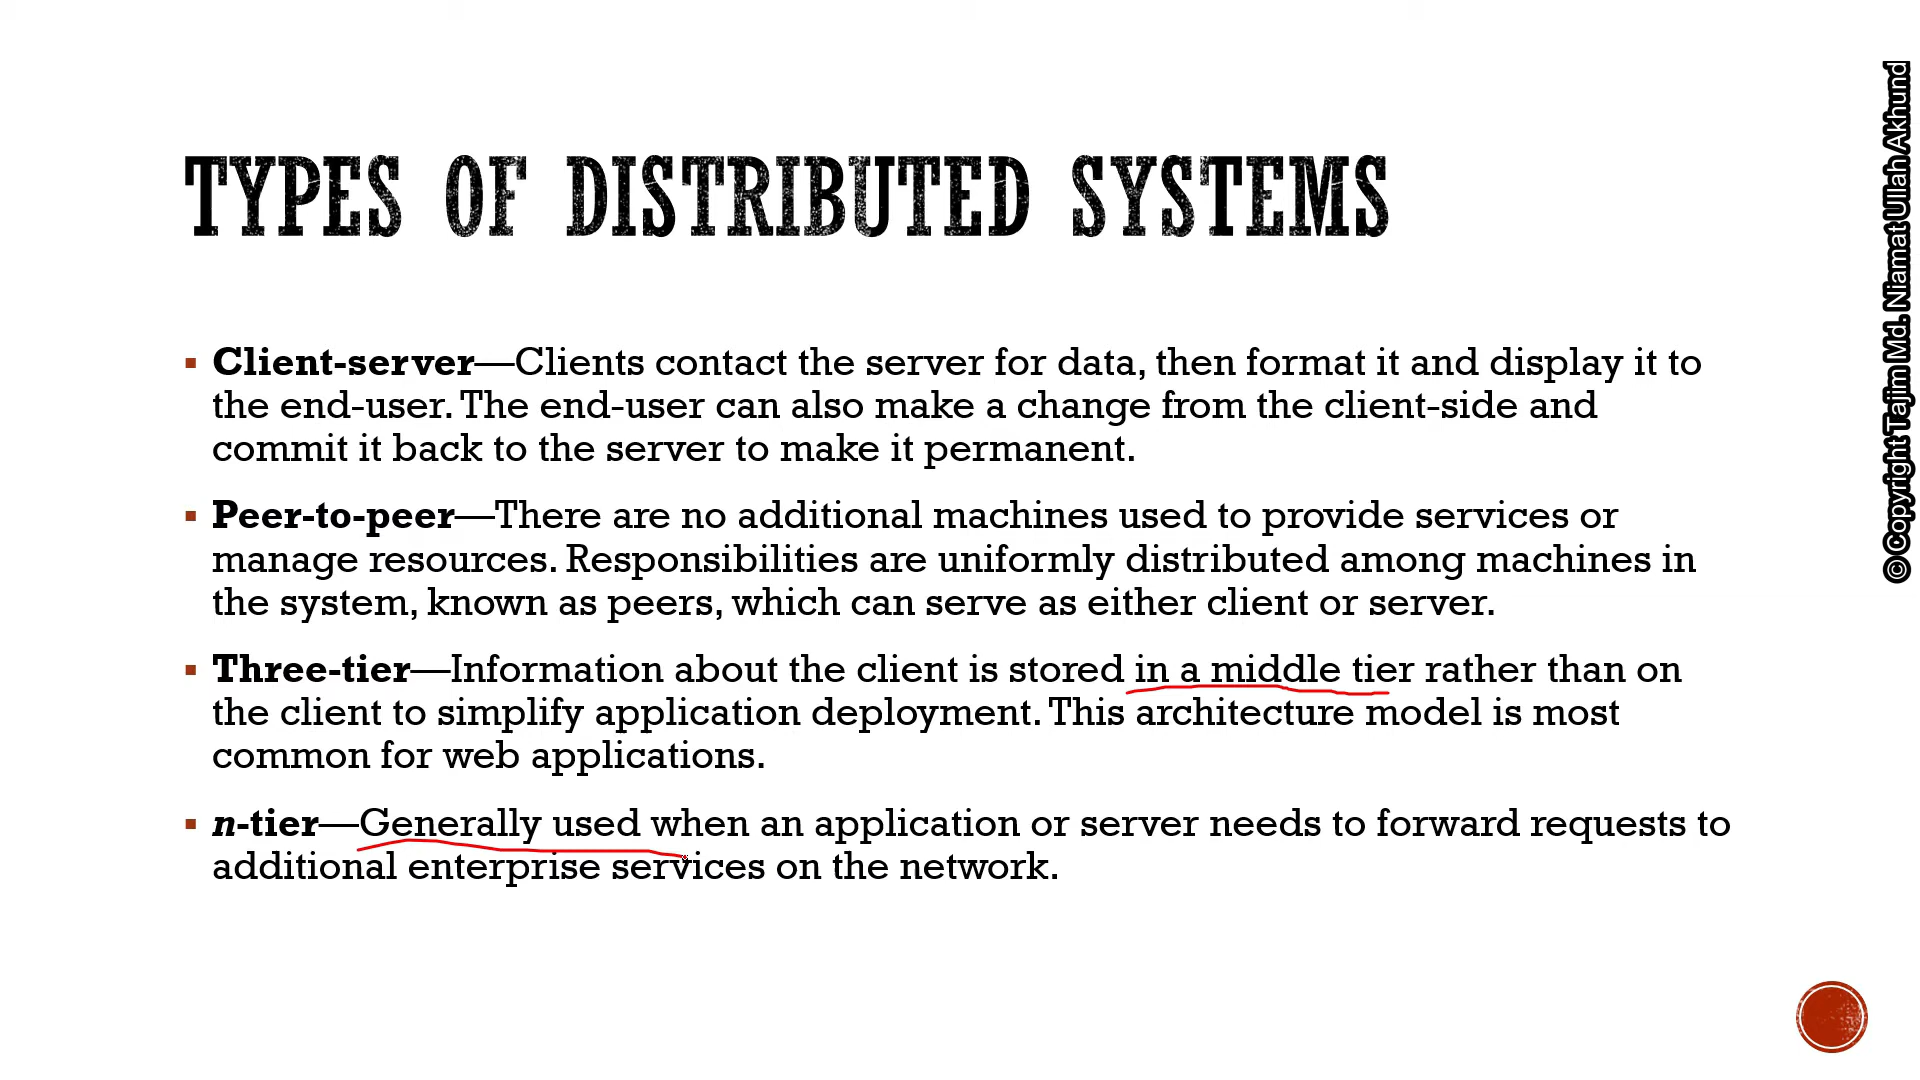 TYPES OF DISTRIBUTED SYSTEMS
▪ Client-server—Clients contact the server for data, then format it and display it to
the end-user. The end-user can also make a change from the client-side and
commit it back to the server to make it permanent.
▪ Peer-to-peer—There are no additional machines used to provide services or
manage resources. Responsibilities are uniformly distributed among machines in
the system, known as peers, which can serve as either client or server.
▪ Three-tier—Information about the client is stored in a middle tier rather than on
the client to simplify application deployment. This architecture model is most
common for web applications.
▪ n-tier—Generally used when an application or server needs to forward requests to
additional enterprise services on the network.
© Copyright Tajim Md. Niamat Ullah Akhund